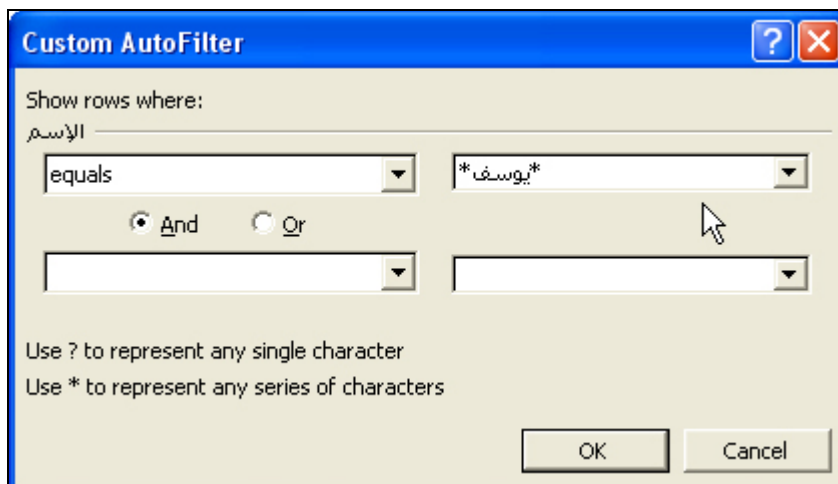 Custom AutoFilter
Show rows where:
الإسم
equals
*يوسف*
And Or
Use ? to represent any single character
Use * to represent any series of characters
OK Cancel